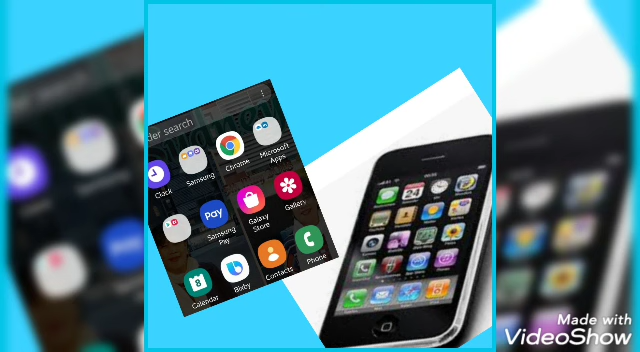 der search
Clock
Samsung
Chrome
Microsoft
Apps
Samsung
Pay
Galaxy
Store
Gallery
Pay
8
Calendar
Bixby
Contacts
Phone
Made with
VideoShow